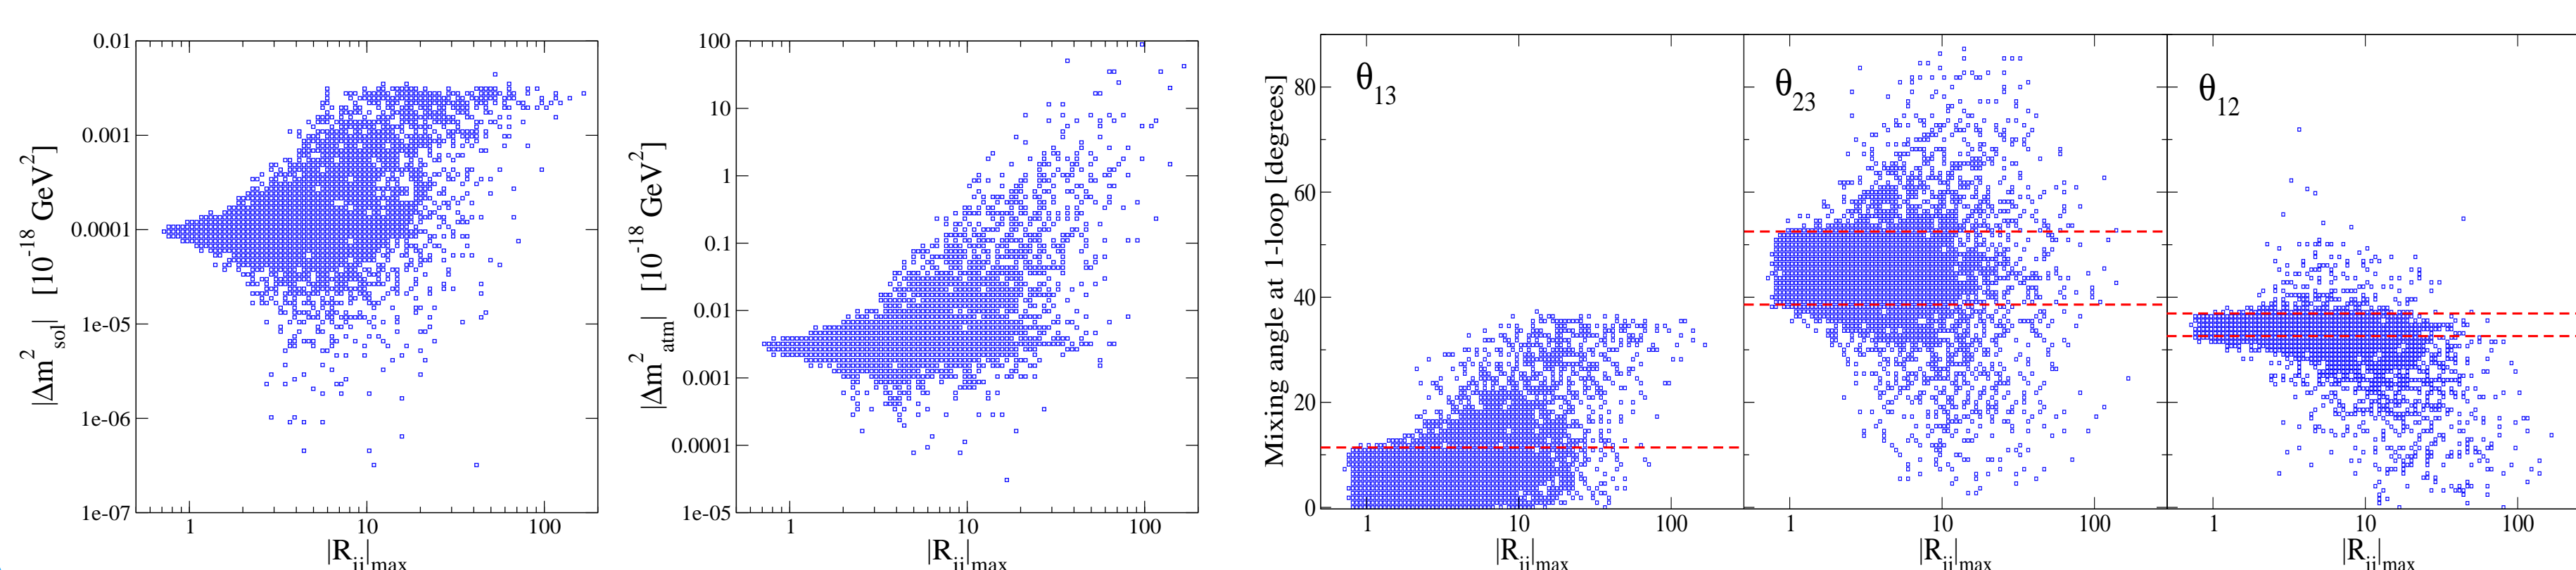 0.01
0.001
0.0001
1e-05
1e-06
1e-07
|Δm²sol| [10⁻¹⁸ GeV²]
1 10 100
|Rij|max
100
10
1
0.1
0.01
0.001
0.0001
1e-05
|Δm²atm| [10⁻¹⁸ GeV²]
1 10 100
|Rij|max
Mixing angle at 1-loop [degrees]
80
60
40
20
0
θ13
1 10 100
|Rij|max
θ23
1 10 100
|Rij|max
θ12
1 10 100
|Rij|max